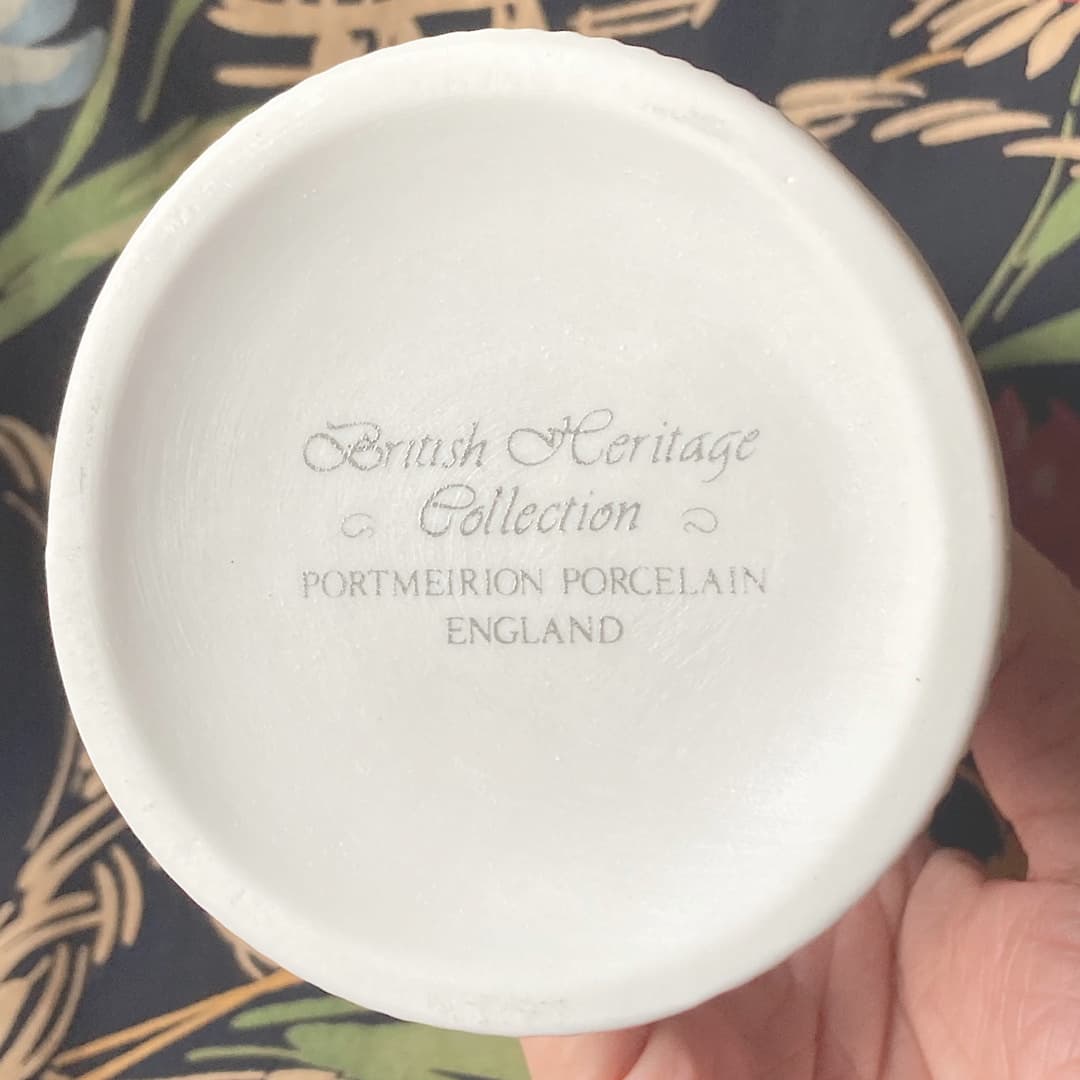 British Heritage
Collection
PORTMEIRION PORCELAIN
ENGLAND